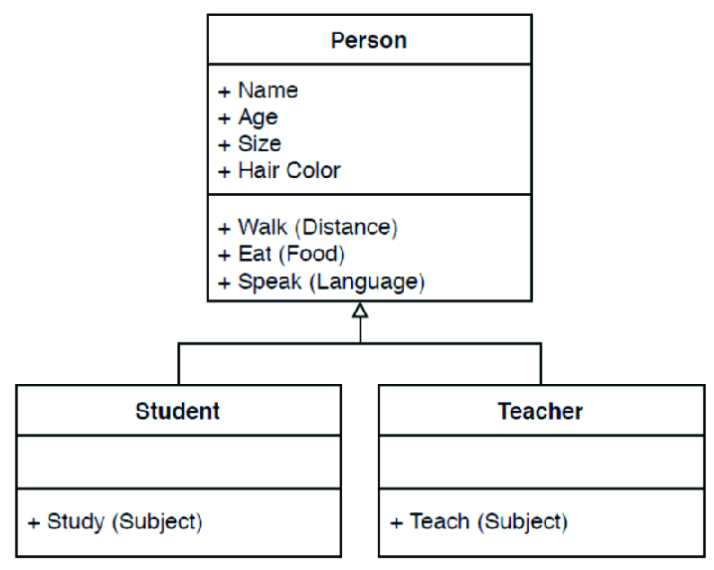 Person
+ Name
+ Age
+ Size
+ Hair Color
+ Walk (Distance)
+ Eat (Food)
+ Speak (Language)
Student
+ Study (Subject)
Teacher
+ Teach (Subject)